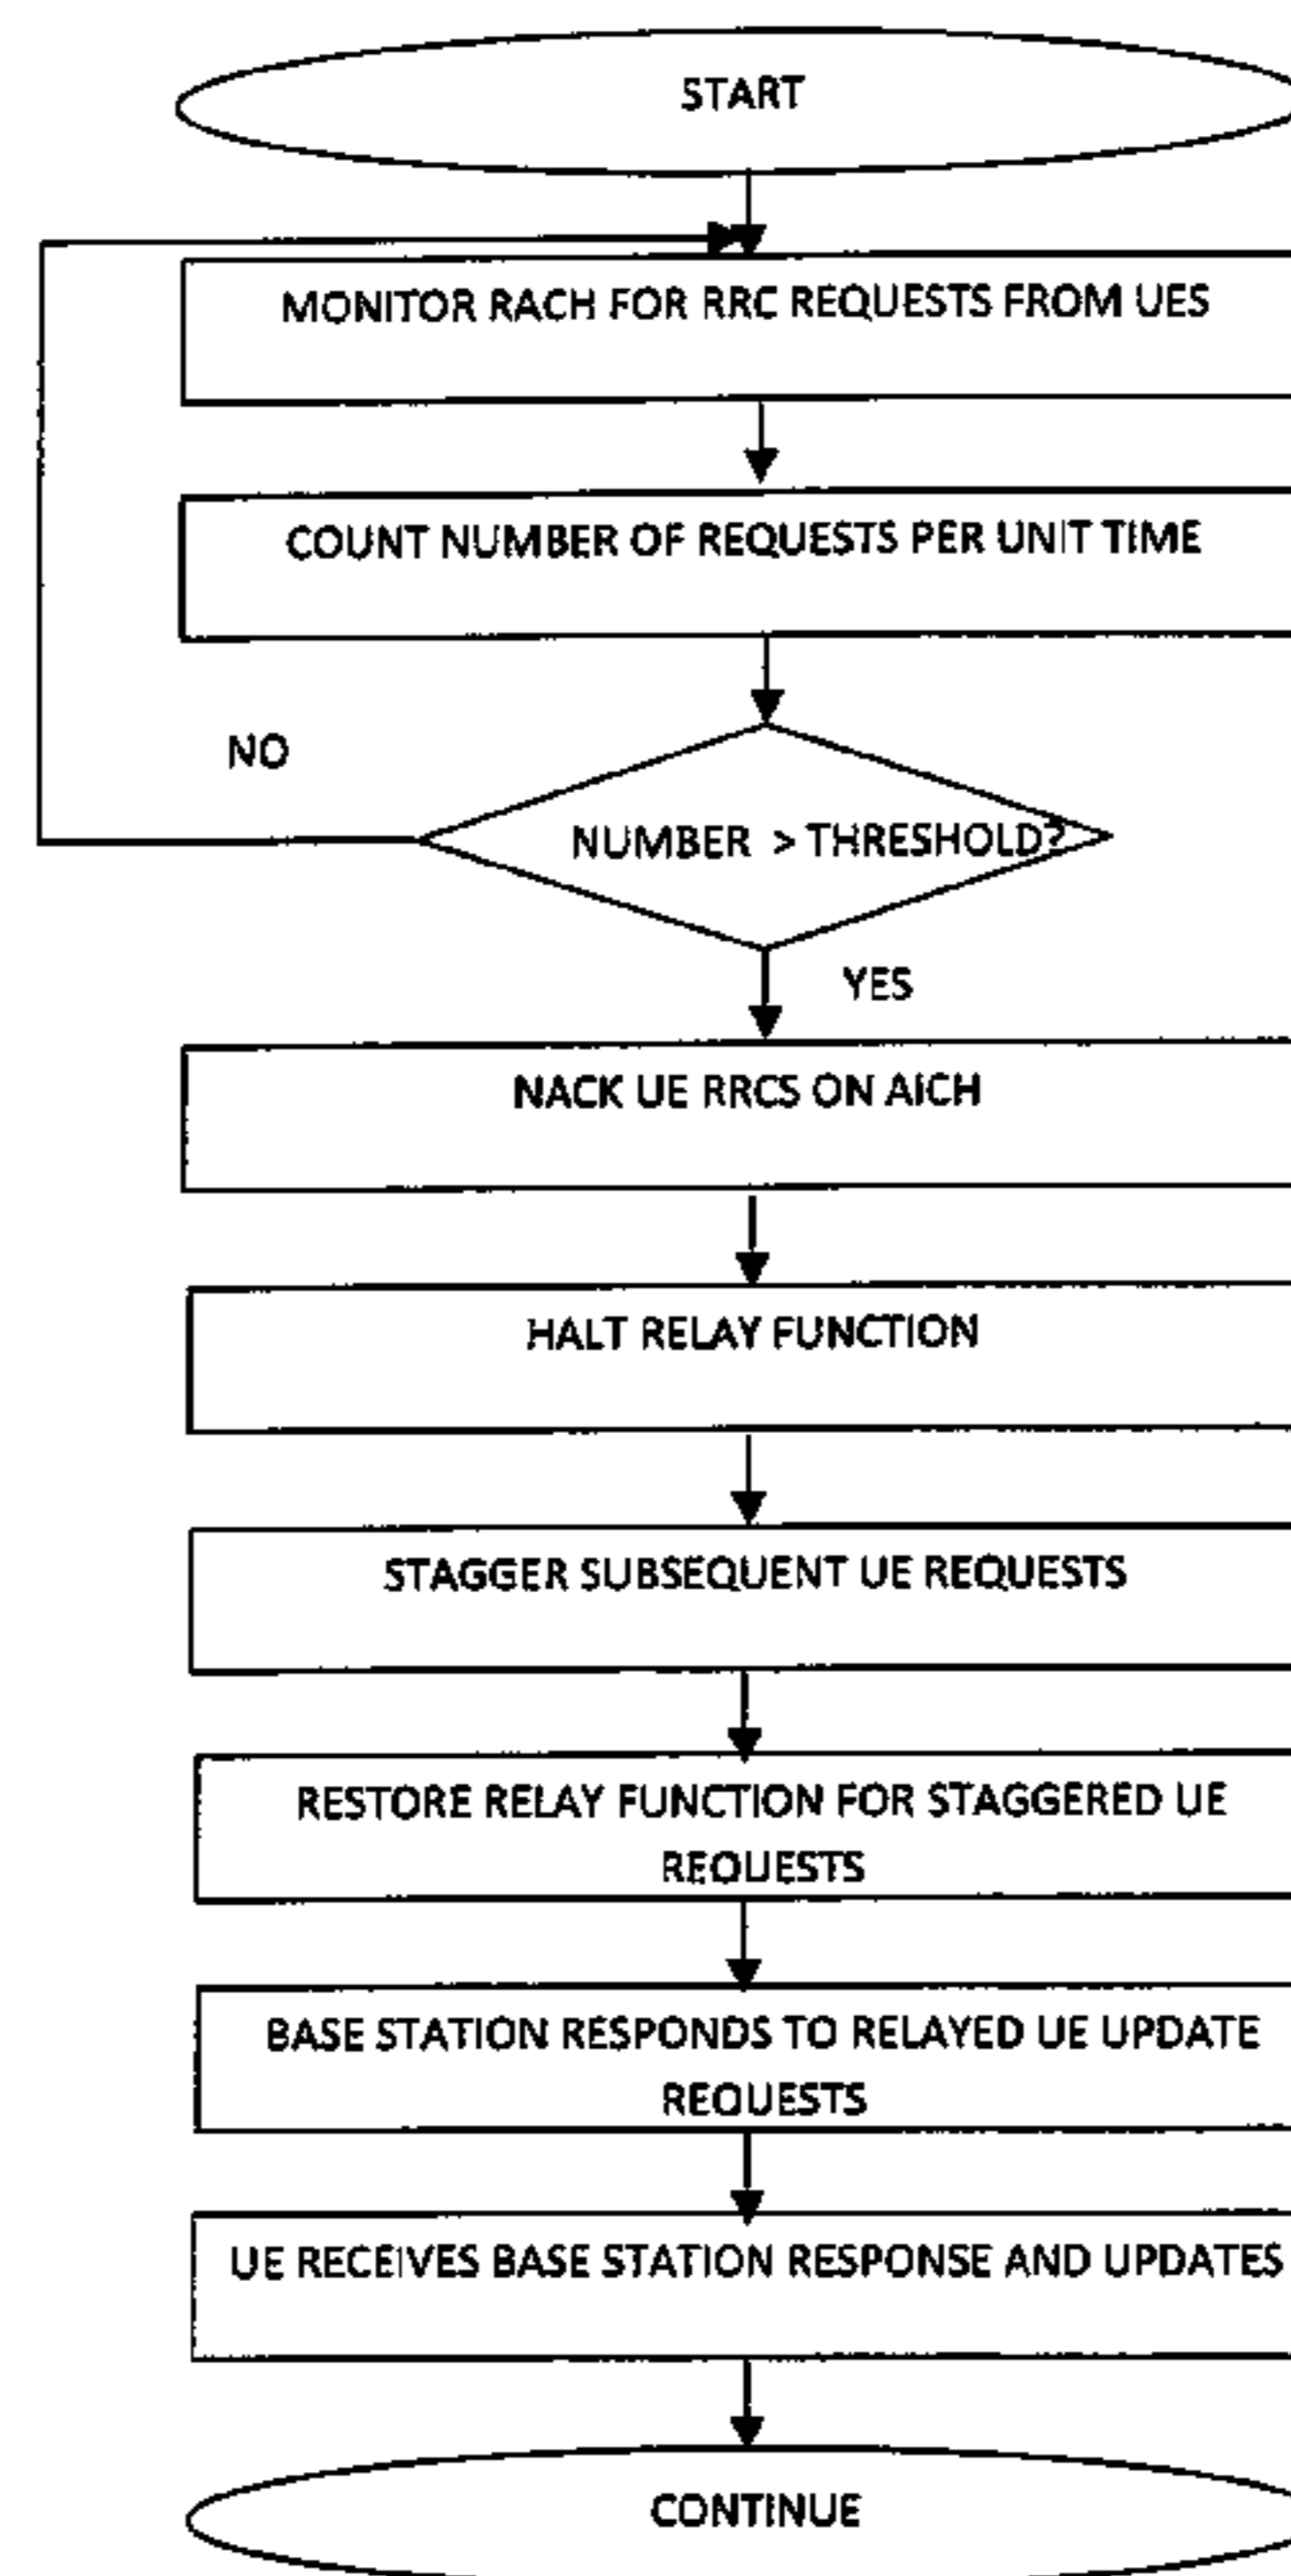 START
MONITOR RACH FOR RRC REQUESTS FROM UES
COUNT NUMBER OF REQUESTS PER UNIT TIME
NO
NUMBER > THRESHOLD?
YES
NACK UE RRCS ON AICH
HALT RELAY FUNCTION
STAGGER SUBSEQUENT UE REQUESTS
RESTORE RELAY FUNCTION FOR STAGGERED UE
REQUESTS
BASE STATION RESPONDS TO RELAYED UE UPDATE
REQUESTS
UE RECEIVES BASE STATION RESPONSE AND UPDATES
CONTINUE